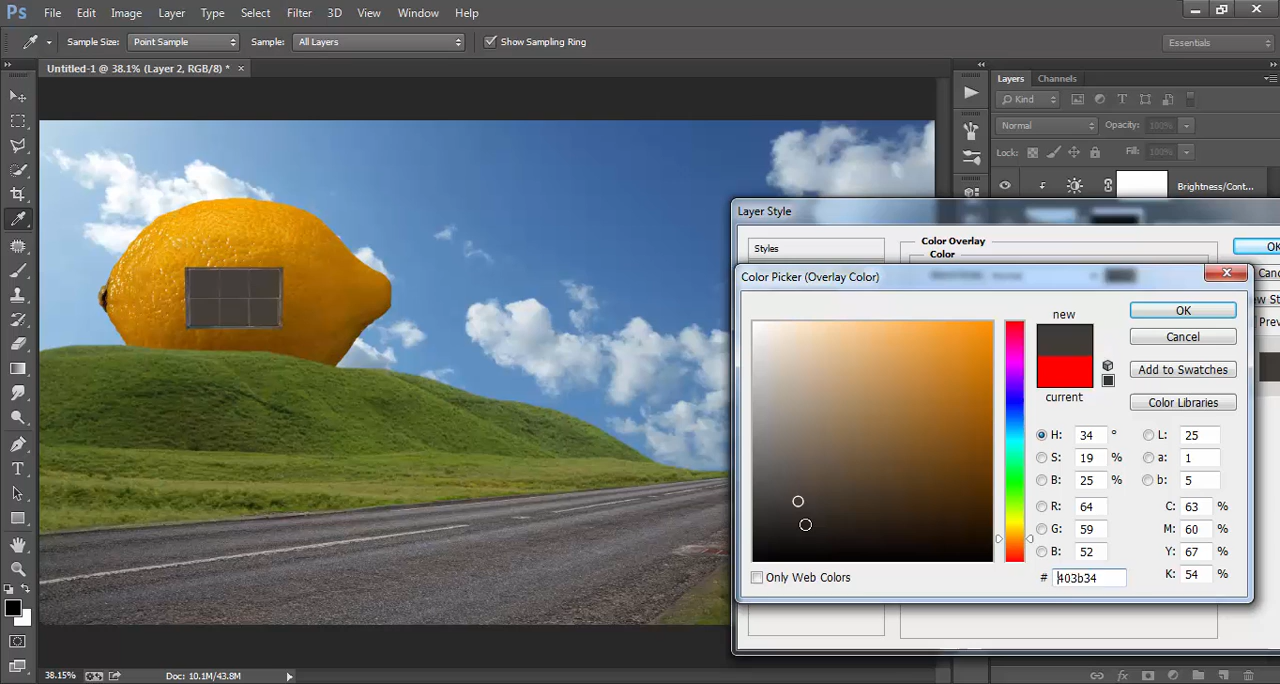 Ps File Edit Image Layer Type Select Filter 3D View Window Help
Sample Size: Point Sample Sample: All Layers Show Sampling Ring Essentials
Untitled-1 @ 38.1% (Layer 2, RGB/8) * ×
Layers Channels
Kind
Normal Opacity: 100%
Lock: Fill: 100%
Brightness/Cont...
Layer Style
Styles
Color Overlay
Color
OK
Color Picker (Overlay Color)
new
current
OK
Cancel
Add to Swatches
Color Libraries
H: 34 °
S: 19 %
B: 25 %
R: 64
G: 59
B: 52
# 403b34
L: 25
a: 1
b: 5
C: 63 %
M: 60 %
Y: 67 %
K: 54 %
Only Web Colors
38.15% Doc: 10.1M/43.8M